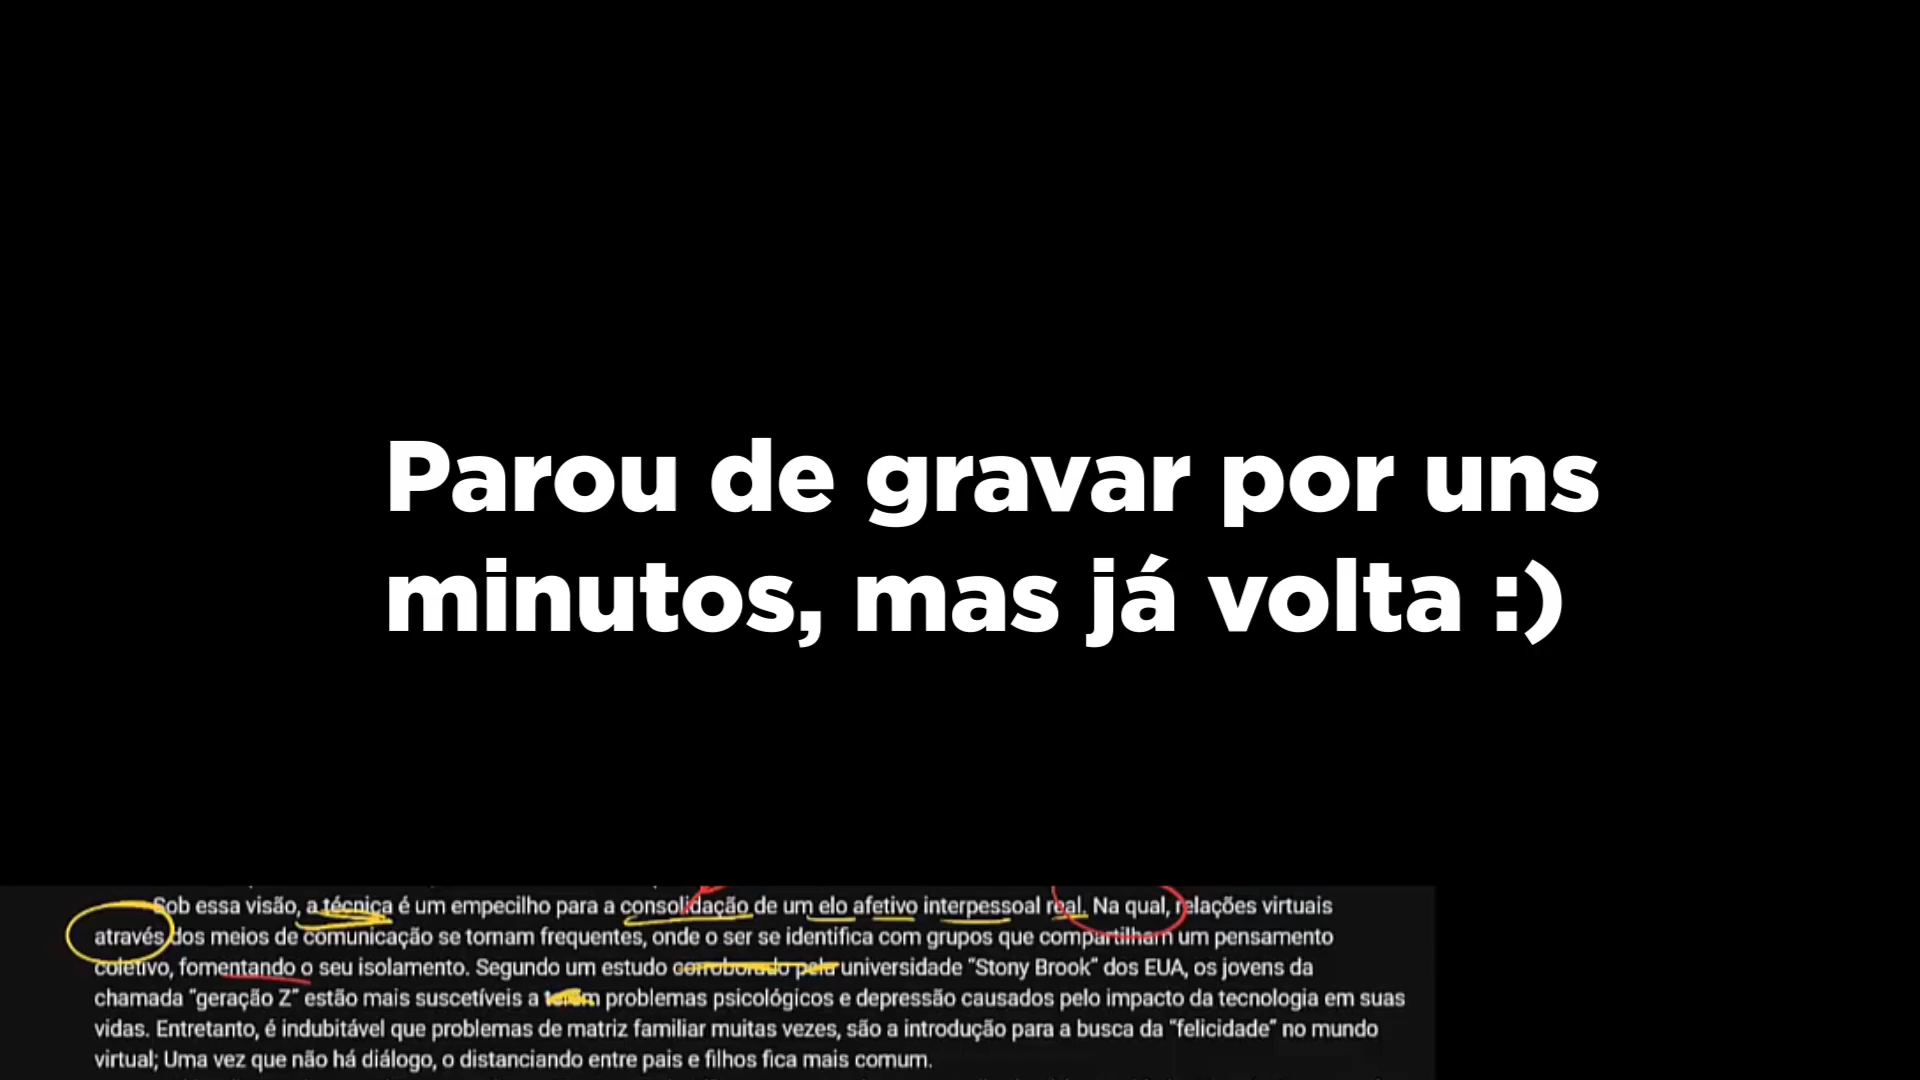 Parou de gravar por uns
minutos, mas já volta :)
Sob essa visão, a técnica é um empecilho para a consolidação de um elo afetivo interpessoal real. Na qual, relações virtuais
através dos meios de comunicação se tornam frequentes, onde o ser se identifica com grupos que compartilham um pensamento
coletivo, fomentando o seu isolamento. Segundo um estudo corroborado pela universidade “Stony Brook” dos EUA, os jovens da
chamada “geração Z” estão mais suscetíveis a terem problemas psicológicos e depressão causados pelo impacto da tecnologia em suas
vidas. Entretanto, é indubitável que problemas de matriz familiar muitas vezes, são a introdução para a busca da “felicidade” no mundo
virtual; Uma vez que não há diálogo, o distanciando entre pais e filhos fica mais comum.